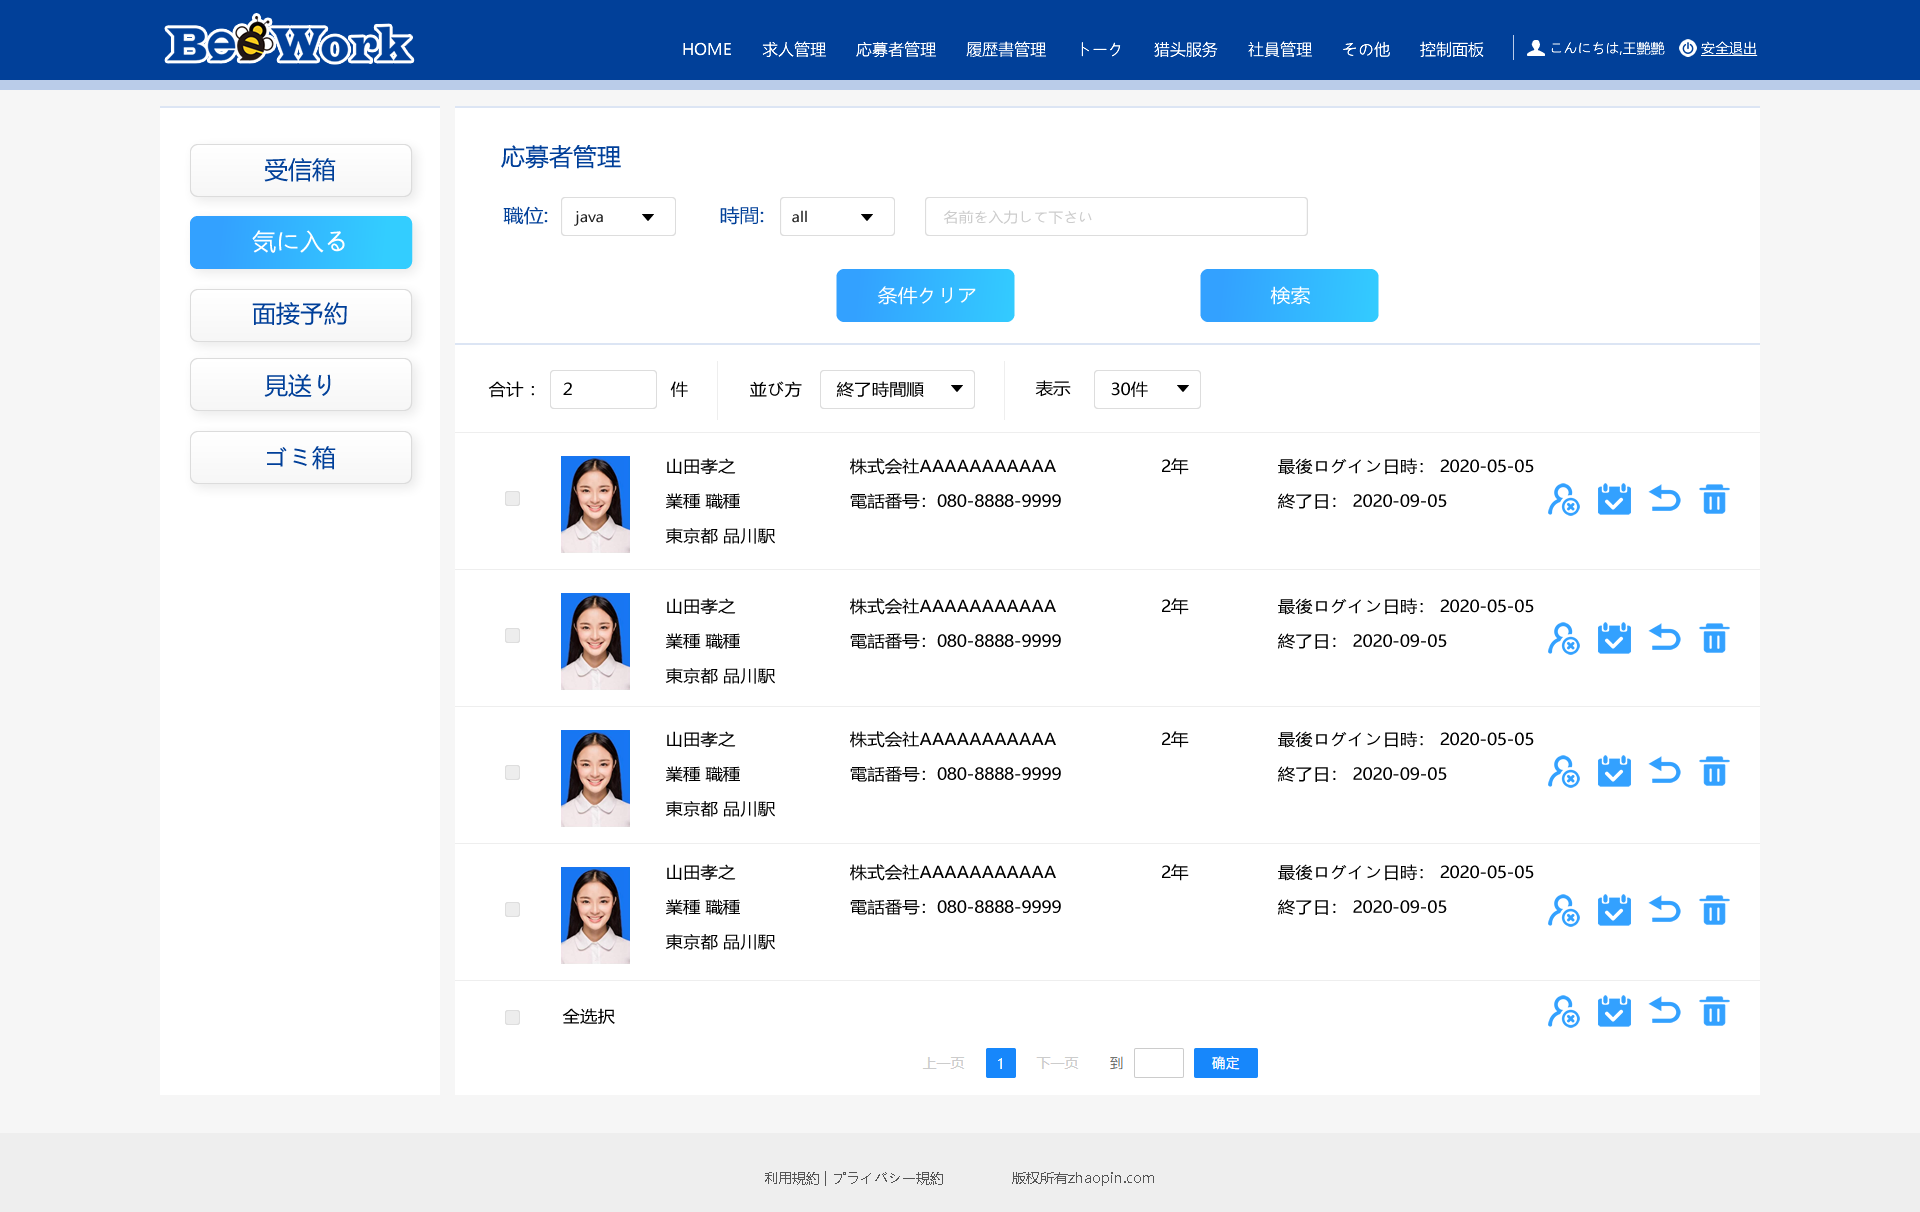 BeeWork
HOME 求人管理 応募者管理 履歴書管理 トーク 猎头服务 社員管理 その他 控制面板 こんにちは,王艷艷 安全退出
受信箱
気に入る
面接予約
見送り
ゴミ箱
応募者管理
職位: java 時間: all 名前を入力して下さい
条件クリア 検索
合计： 2 件 並び方 終了時間順 表示 30件
山田孝之 株式会社AAAAAAAAAAA 2年 最後ログイン日時： 2020-05-05
業種 職種 電話番号：080-8888-9999 終了日： 2020-09-05
東京都 品川駅
山田孝之 株式会社AAAAAAAAAAA 2年 最後ログイン日時： 2020-05-05
業種 職種 電話番号：080-8888-9999 終了日： 2020-09-05
東京都 品川駅
山田孝之 株式会社AAAAAAAAAAA 2年 最後ログイン日時： 2020-05-05
業種 職種 電話番号：080-8888-9999 終了日： 2020-09-05
東京都 品川駅
山田孝之 株式会社AAAAAAAAAAA 2年 最後ログイン日時： 2020-05-05
業種 職種 電話番号：080-8888-9999 終了日： 2020-09-05
東京都 品川駅
全选択
上一页 1 下一页 到 确定
利用規約 | プライバシー規約 版权所有zhaopin.com